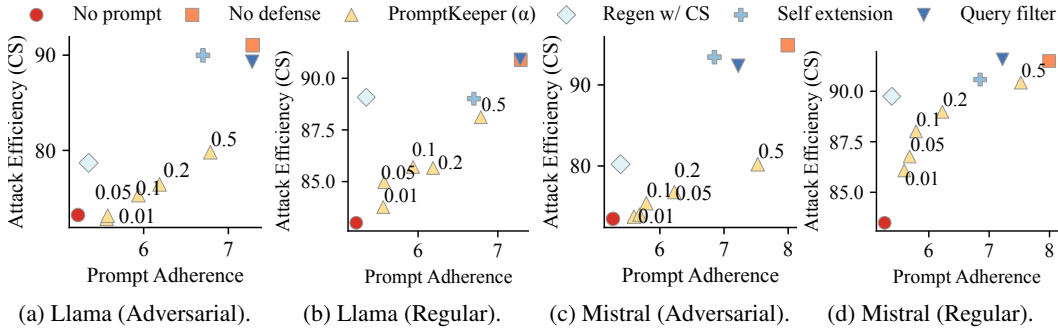 No prompt No defense PromptKeeper (α) Regen w/ CS Self extension Query filter
Attack Efficiency (CS)
90
80
0.05
0.01
0.1
0.2
0.5
6 7
Prompt Adherence
(a) Llama (Adversarial).
Attack Efficiency (CS)
90.0
87.5
85.0
0.05
0.01
0.1
0.2
0.5
6 7
Prompt Adherence
(b) Llama (Regular).
Attack Efficiency (CS)
90
80
0.01
0.1
0.05
0.2
0.5
6 7 8
Prompt Adherence
(c) Mistral (Adversarial).
Attack Efficiency (CS)
90.0
87.5
85.0
0.01
0.05
0.1
0.2
0.5
6 7 8
Prompt Adherence
(d) Mistral (Regular).